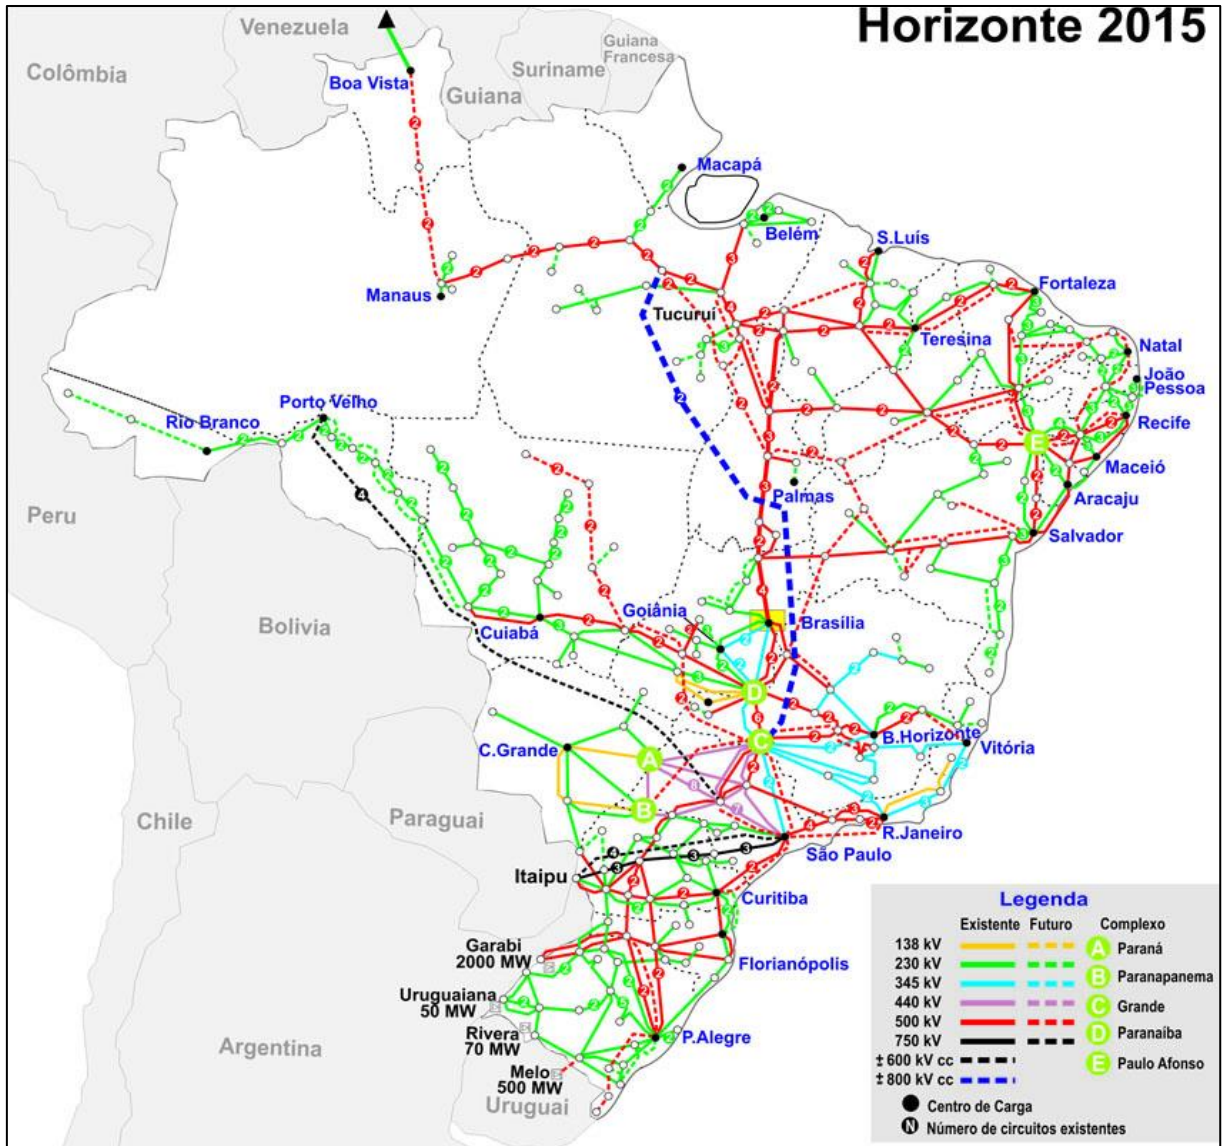 Horizonte 2015
Venezuela
Guiana
Francesa
Colômbia
Suriname
Boa Vista
Guiana
Macapá
Belém
S.Luís
Manaus
Tucuruí
Fortaleza
Teresina
Natal
João
Pessoa
Porto Velho
Rio Branco
Recife
E
Maceió
Palmas
Aracaju
Peru
Salvador
Goiânia
Brasília
Cuiabá
Bolivia
D
C
B.Horizonte
Vitória
C.Grande
A
B
Chile
Paraguai
R.Janeiro
São Paulo
Itaipu
Curitiba
Garabi
2000 MW
Florianópolis
Uruguaiana
50 MW
Rivera
70 MW
P.Alegre
Melo
500 MW
Argentina
Uruguai
Legenda
Existente Futuro Complexo
138 kV
A Paraná
230 kV
345 kV
B Paranapanema
440 kV
C Grande
500 kV
D Paranaíba
750 kV
± 600 kV cc
E Paulo Afonso
± 800 kV cc
Centro de Carga
N Número de circuitos existentes